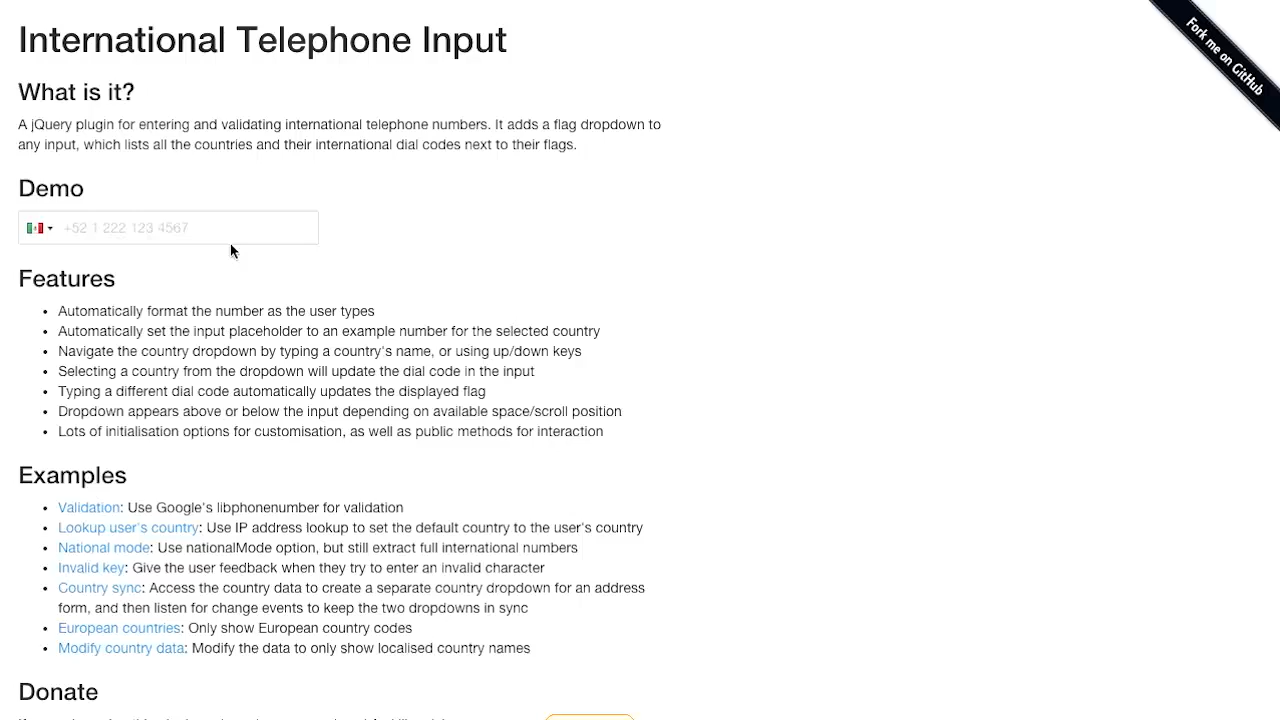 International Telephone Input
Fork me on GitHub
What is it?
A jQuery plugin for entering and validating international telephone numbers. It adds a flag dropdown to
any input, which lists all the countries and their international dial codes next to their flags.
Demo
+52 1 222 123 4567
Features
• Automatically format the number as the user types
• Automatically set the input placeholder to an example number for the selected country
• Navigate the country dropdown by typing a country's name, or using up/down keys
• Selecting a country from the dropdown will update the dial code in the input
• Typing a different dial code automatically updates the displayed flag
• Dropdown appears above or below the input depending on available space/scroll position
• Lots of initialisation options for customisation, as well as public methods for interaction
Examples
• Validation: Use Google's libphonenumber for validation
• Lookup user's country: Use IP address lookup to set the default country to the user's country
• National mode: Use nationalMode option, but still extract full international numbers
• Invalid key: Give the user feedback when they try to enter an invalid character
• Country sync: Access the country data to create a separate country dropdown for an address
form, and then listen for change events to keep the two dropdowns in sync
• European countries: Only show European country codes
• Modify country data: Modify the data to only show localised country names
Donate